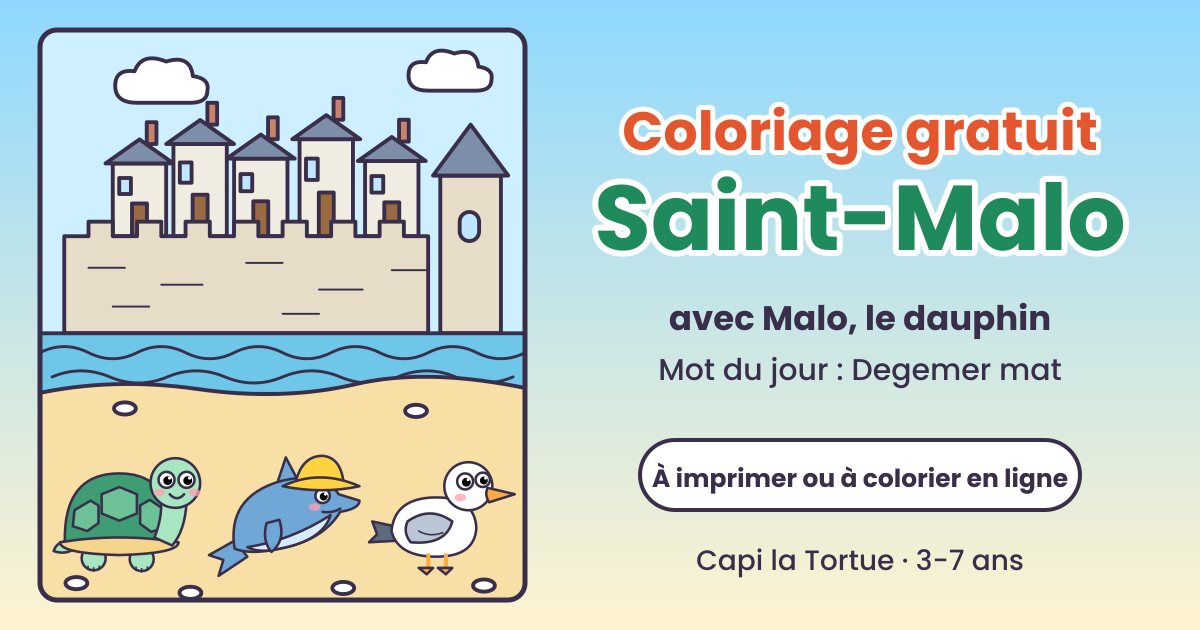 Coloriage gratuit
Saint-Malo
avec Malo, le dauphin
Mot du jour : Degemer mat
À imprimer ou à colorier en ligne
Capi la Tortue · 3-7 ans